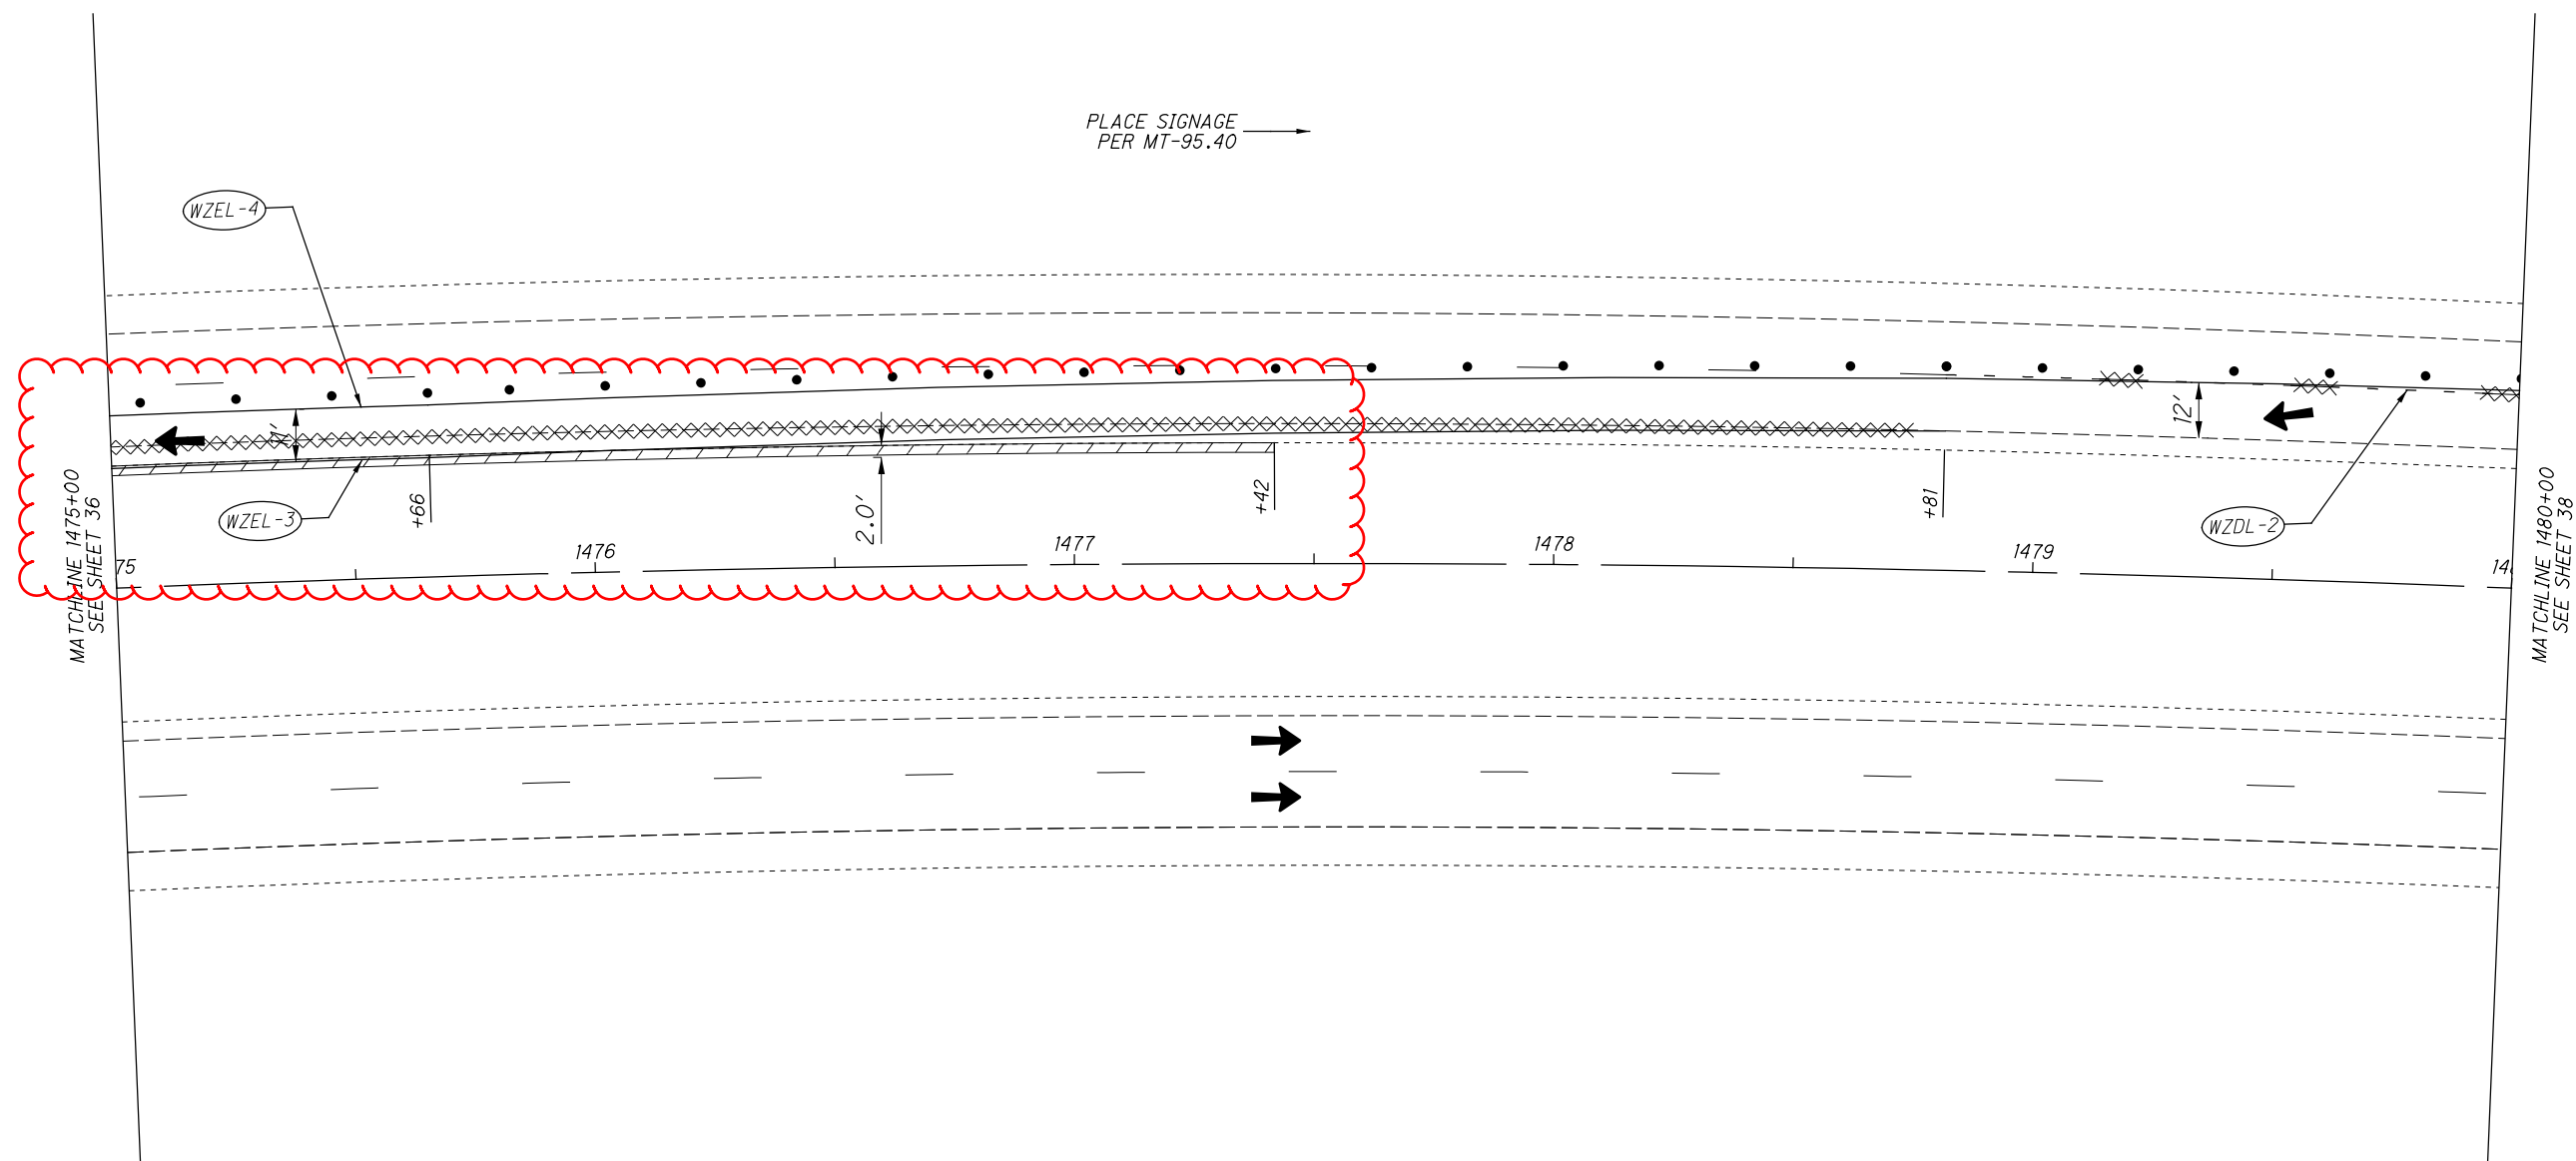 PLACE SIGNAGE
PER MT-95.40
WZEL-4
11'
12'
WZEL-3
+66
2.0'
+42
+81
WZDL-2
MATCHLINE 1475+00
SEE SHEET 36
75
1476
1477
1478
1479
MATCHLINE 1480+00
SEE SHEET 38